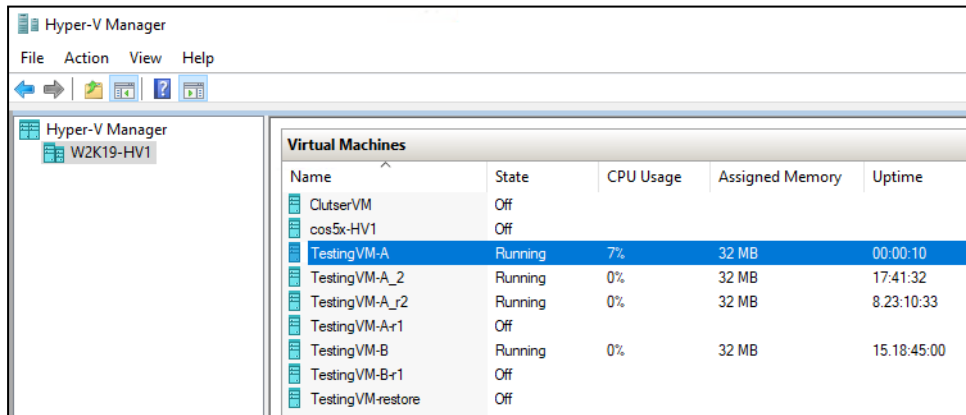 Hyper-V Manager
File Action View Help
Hyper-V Manager
W2K19-HV1
Virtual Machines
Name State CPU Usage Assigned Memory Uptime
ClutserVM Off
cos5x-HV1 Off
TestingVM-A Running 7% 32 MB 00:00:10
TestingVM-A_2 Running 0% 32 MB 17:41:32
TestingVM-A_r2 Running 0% 32 MB 8.23:10:33
TestingVM-A-r1 Off
TestingVM-B Running 0% 32 MB 15.18:45:00
TestingVM-B-r1 Off
TestingVM-restore Off